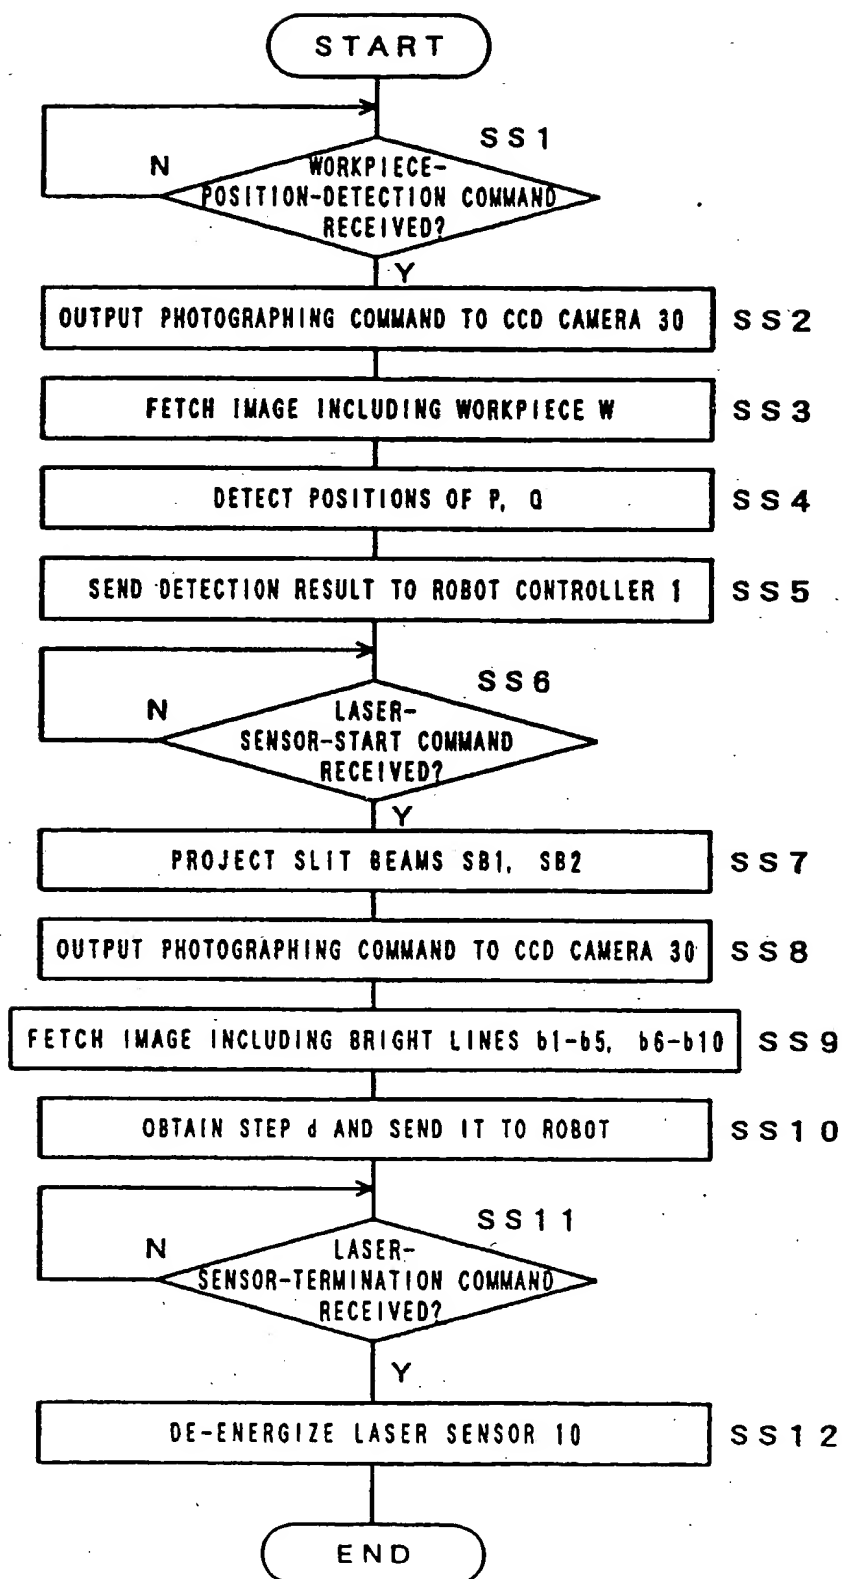 START
SS1
N
WORKPIECE-
POSITION-DETECTION COMMAND
RECEIVED?
Y
OUTPUT PHOTOGRAPHING COMMAND TO CCD CAMERA 30
SS2
FETCH IMAGE INCLUDING WORKPIECE W
SS3
DETECT POSITIONS OF P, Q
SS4
SEND DETECTION RESULT TO ROBOT CONTROLLER 1
SS5
SS6
N
LASER-
SENSOR-START COMMAND
RECEIVED?
Y
PROJECT SLIT BEAMS SB1, SB2
SS7
OUTPUT PHOTOGRAPHING COMMAND TO CCD CAMERA 30
SS8
FETCH IMAGE INCLUDING BRIGHT LINES b1-b5, b6-b10
SS9
OBTAIN STEP d AND SEND IT TO ROBOT
SS10
SS11
N
LASER-
SENSOR-TERMINATION COMMAND
RECEIVED?
Y
DE-ENERGIZE LASER SENSOR 10
SS12
END